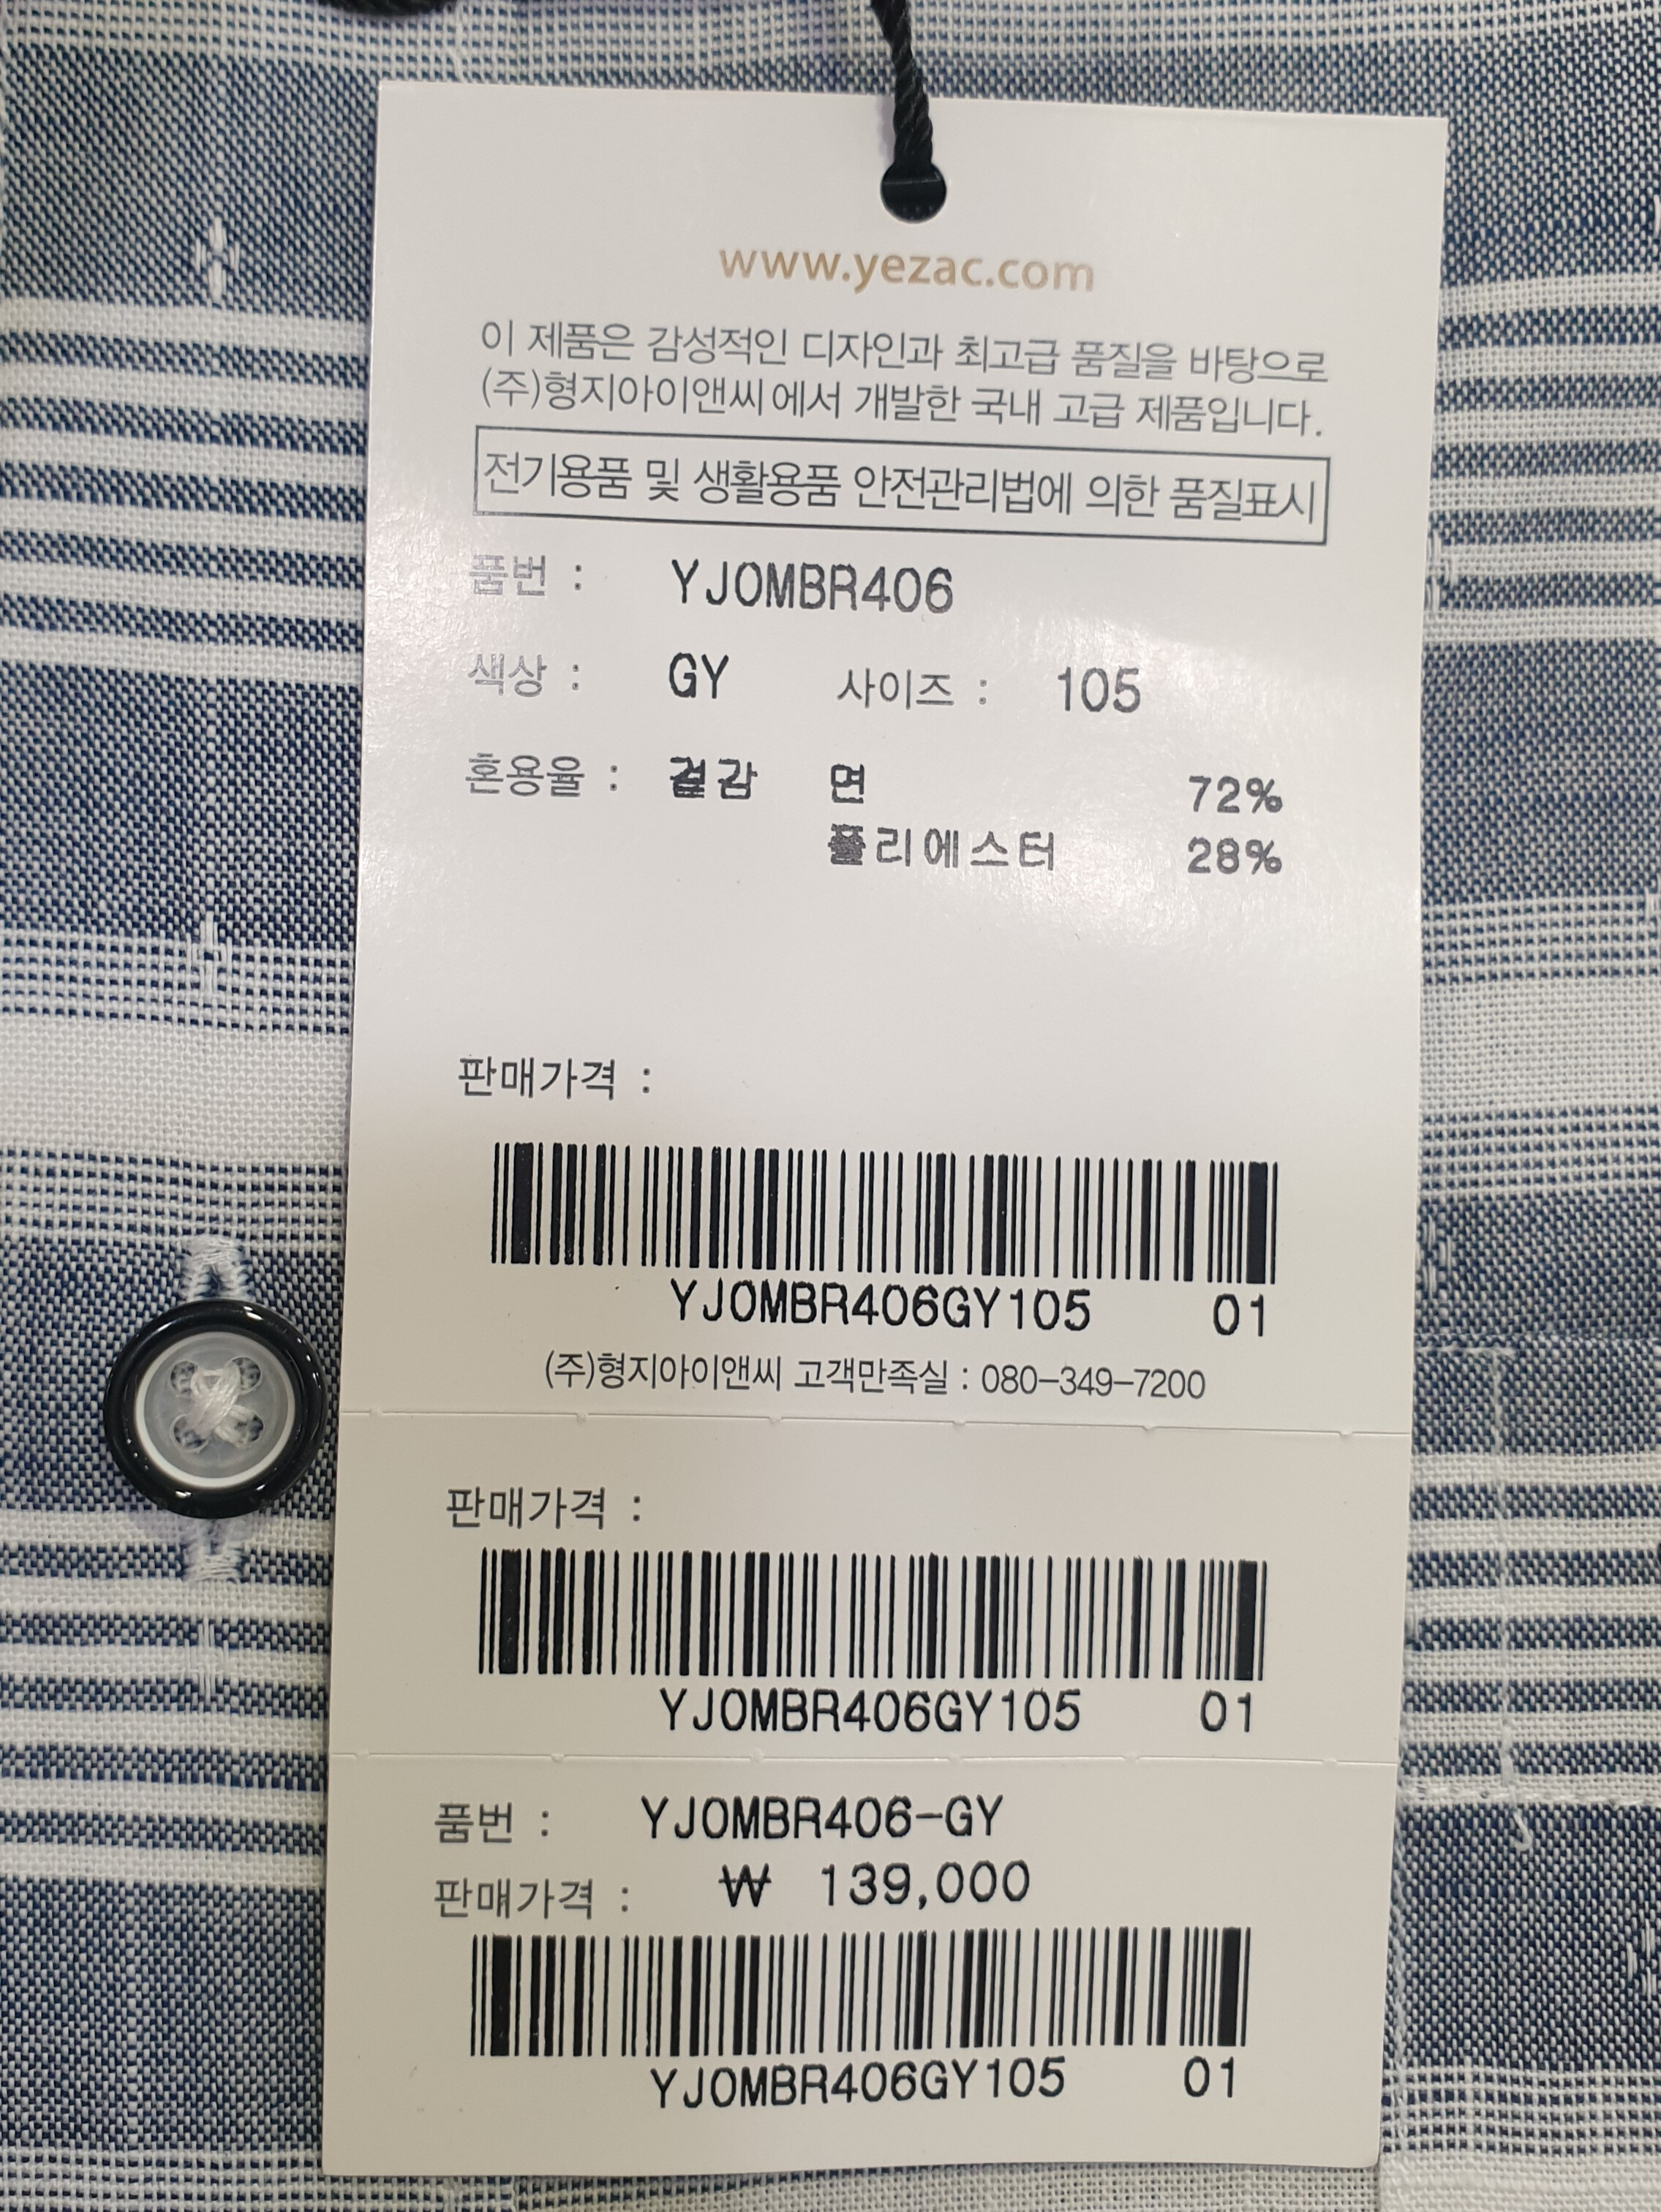 www.yezac.com
이 제품은 감성적인 디자인과 최고급 품질을 바탕으로
(주)형지아이앤씨에서 개발한 국내 고급 제품입니다.
전기용품 및 생활용품 안전관리법에 의한 품질표시
품번 : YJOMBR406
색상 : GY 사이즈 : 105
혼용율 : 겉감 면 72%
폴리에스터 28%
판매가격 :
YJOMBR406GY105 01
(주)형지아이앤씨 고객만족실 : 080-349-7200
판매가격 :
YJOMBR406GY105 01
품번 : YJOMBR406-GY
판매가격 : ₩ 139,000
YJOMBR406GY105 01